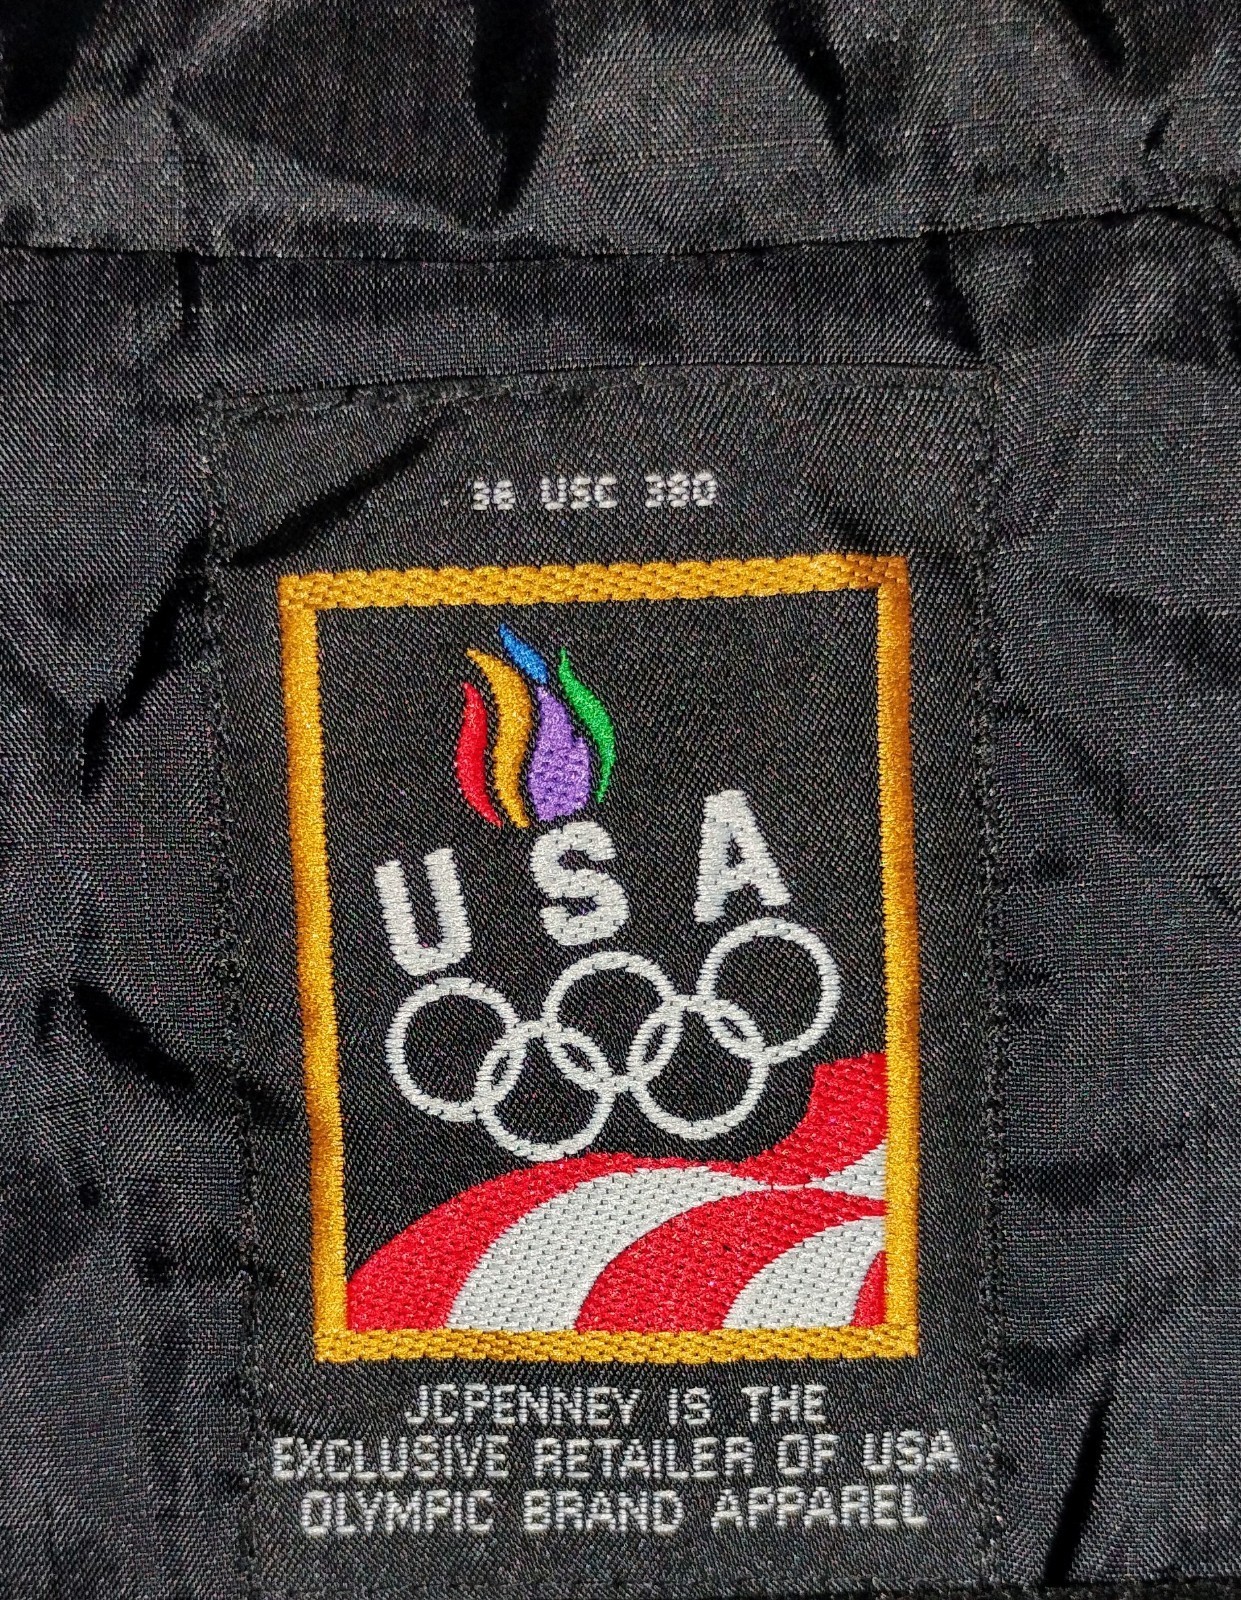 36 USC 380
USA
JCPENNEY IS THE
EXCLUSIVE RETAILER OF USA
OLYMPIC BRAND APPAREL